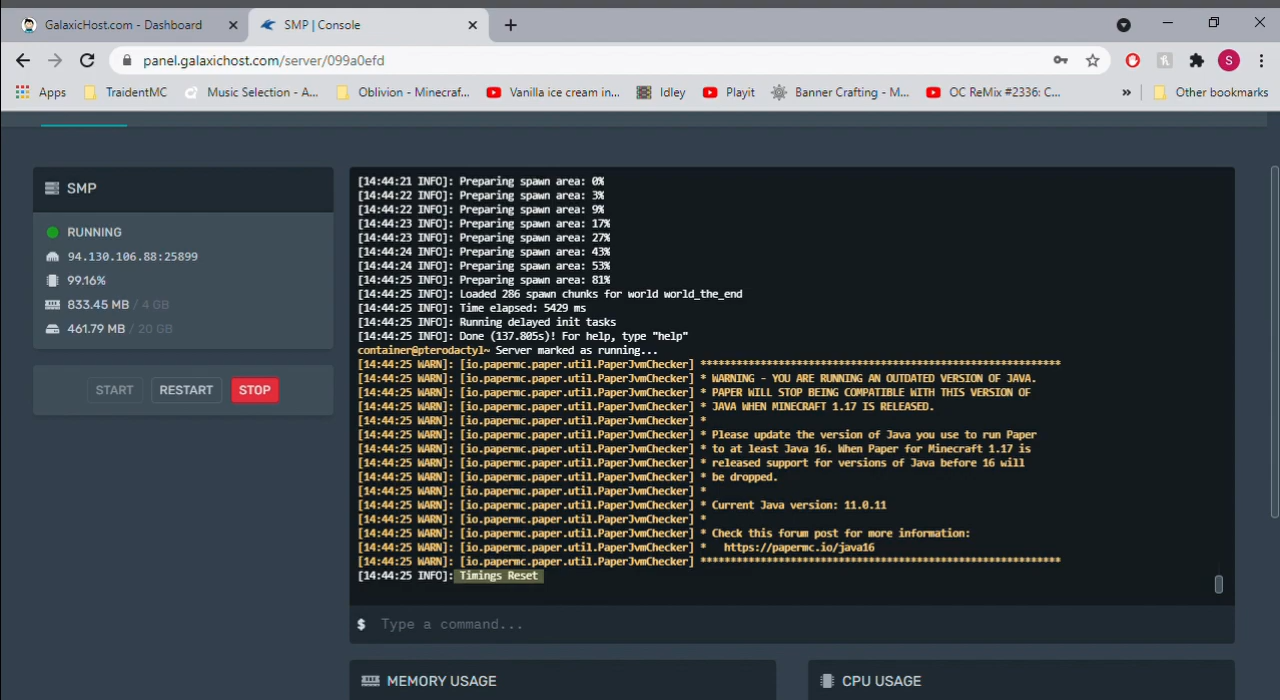 GalaxicHost.com - Dashboard
SMP | Console
panel.galaxichost.com/server/099a0efd
S
Apps
TraidentMC
Music Selection - A...
Oblivion - Minecraf...
Vanilla ice cream in...
Idley
Playit
Banner Crafting - M...
OC ReMix #2336: C...
»
Other bookmarks
SMP
RUNNING
94.130.106.88:25899
99.16%
833.45 MB / 4 GB
461.79 MB / 20 GB
START
RESTART
STOP
[14:44:21 INFO]: Preparing spawn area: 0%
[14:44:22 INFO]: Preparing spawn area: 3%
[14:44:22 INFO]: Preparing spawn area: 9%
[14:44:23 INFO]: Preparing spawn area: 17%
[14:44:23 INFO]: Preparing spawn area: 27%
[14:44:24 INFO]: Preparing spawn area: 43%
[14:44:24 INFO]: Preparing spawn area: 53%
[14:44:25 INFO]: Preparing spawn area: 81%
[14:44:25 INFO]: Loaded 286 spawn chunks for world world_the_end
[14:44:25 INFO]: Time elapsed: 5429 ms
[14:44:25 INFO]: Running delayed init tasks
[14:44:25 INFO]: Done (137.805s)! For help, type "help"
container@pterodactyl~ Server marked as running...
[14:44:25 WARN]: [io.papermc.paper.util.PaperJvmChecker] ************************************************************
[14:44:25 WARN]: [io.papermc.paper.util.PaperJvmChecker] * WARNING - YOU ARE RUNNING AN OUTDATED VERSION OF JAVA.
[14:44:25 WARN]: [io.papermc.paper.util.PaperJvmChecker] * PAPER WILL STOP BEING COMPATIBLE WITH THIS VERSION OF
[14:44:25 WARN]: [io.papermc.paper.util.PaperJvmChecker] * JAVA WHEN MINECRAFT 1.17 IS RELEASED.
[14:44:25 WARN]: [io.papermc.paper.util.PaperJvmChecker] *
[14:44:25 WARN]: [io.papermc.paper.util.PaperJvmChecker] * Please update the version of Java you use to run Paper
[14:44:25 WARN]: [io.papermc.paper.util.PaperJvmChecker] * to at least Java 16. When Paper for Minecraft 1.17 is
[14:44:25 WARN]: [io.papermc.paper.util.PaperJvmChecker] * released support for versions of Java before 16 will
[14:44:25 WARN]: [io.papermc.paper.util.PaperJvmChecker] * be dropped.
[14:44:25 WARN]: [io.papermc.paper.util.PaperJvmChecker] *
[14:44:25 WARN]: [io.papermc.paper.util.PaperJvmChecker] * Current Java version: 11.0.11
[14:44:25 WARN]: [io.papermc.paper.util.PaperJvmChecker] *
[14:44:25 WARN]: [io.papermc.paper.util.PaperJvmChecker] * Check this forum post for more information:
[14:44:25 WARN]: [io.papermc.paper.util.PaperJvmChecker] *   https://papermc.io/java16
[14:44:25 WARN]: [io.papermc.paper.util.PaperJvmChecker] ************************************************************
[14:44:25 INFO]: Timings Reset
$ Type a command...
MEMORY USAGE
CPU USAGE